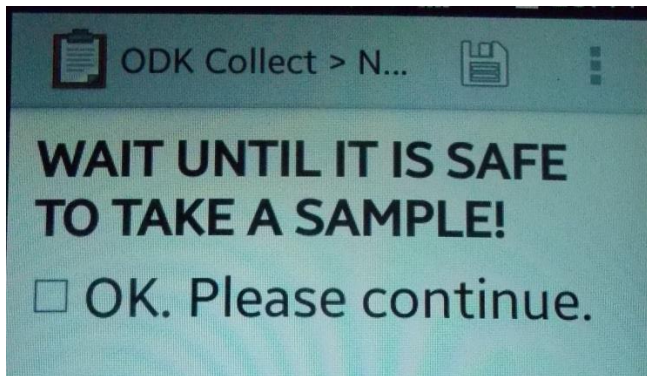 ODK Collect > N...
WAIT UNTIL IT IS SAFE
TO TAKE A SAMPLE!
OK. Please continue.